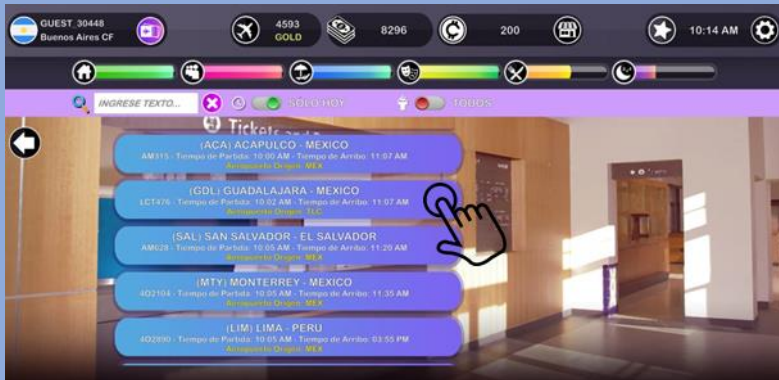 GUEST_30448
Buenos Aires CF
4593
GOLD
8296
200
10:14 AM
INGRESE TEXTO...
SOLO HOY
TODOS
Tickets and
(ACA) ACAPULCO - MEXICO
AM315 - Tiempo de Partida: 10:00 AM - Tiempo de Arribo: 11:07 AM
Aeropuerto Origen: MEX
(GDL) GUADALAJARA - MEXICO
LCT476 - Tiempo de Partida: 10:02 AM - Tiempo de Arribo: 11:07 AM
Aeropuerto Origen: TLC
(SAL) SAN SALVADOR - EL SALVADOR
AM628 - Tiempo de Partida: 10:05 AM - Tiempo de Arribo: 11:20 AM
Aeropuerto Origen: MEX
(MTY) MONTERREY - MEXICO
4O2104 - Tiempo de Partida: 10:05 AM - Tiempo de Arribo: 11:35 AM
Aeropuerto Origen: MEX
(LIM) LIMA - PERU
4O2890 - Tiempo de Partida: 10:05 AM - Tiempo de Arribo: 03:55 PM
Aeropuerto Origen: MEX